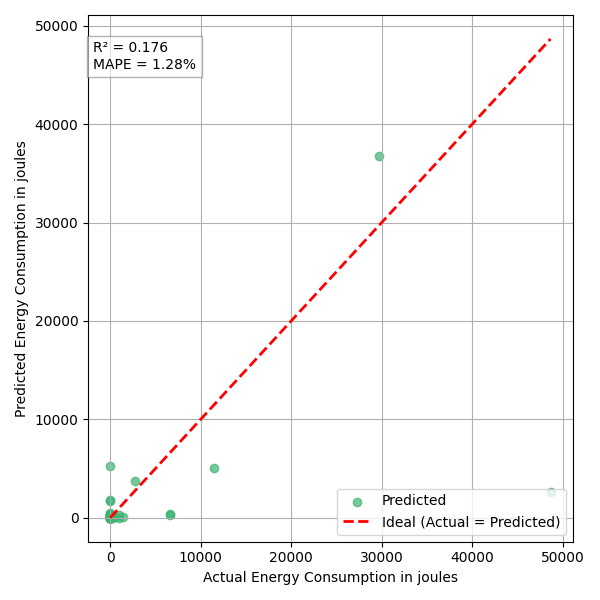 R² = 0.176
MAPE = 1.28%
50000
40000
30000
20000
10000
0
Predicted Energy Consumption in joules
Predicted
Ideal (Actual = Predicted)
0
10000
20000
30000
40000
50000
Actual Energy Consumption in joules